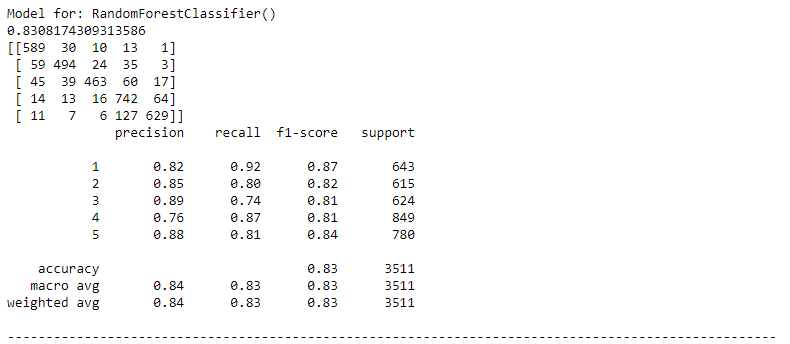 Model for: RandomForestClassifier()
0.8308174309313586
[[589  30  10  13   1]
 [ 59 494  24  35   3]
 [ 45  39 463  60  17]
 [ 14  13  16 742  64]
 [ 11   7   6 127 629]]
              precision    recall  f1-score   support
           1       0.82      0.92      0.87       643
           2       0.85      0.80      0.82       615
           3       0.89      0.74      0.81       624
           4       0.76      0.87      0.81       849
           5       0.88      0.81      0.84       780
    accuracy                           0.83      3511
   macro avg       0.84      0.83      0.83      3511
weighted avg       0.84      0.83      0.83      3511
----------------------------------------------------------------------------------------------------